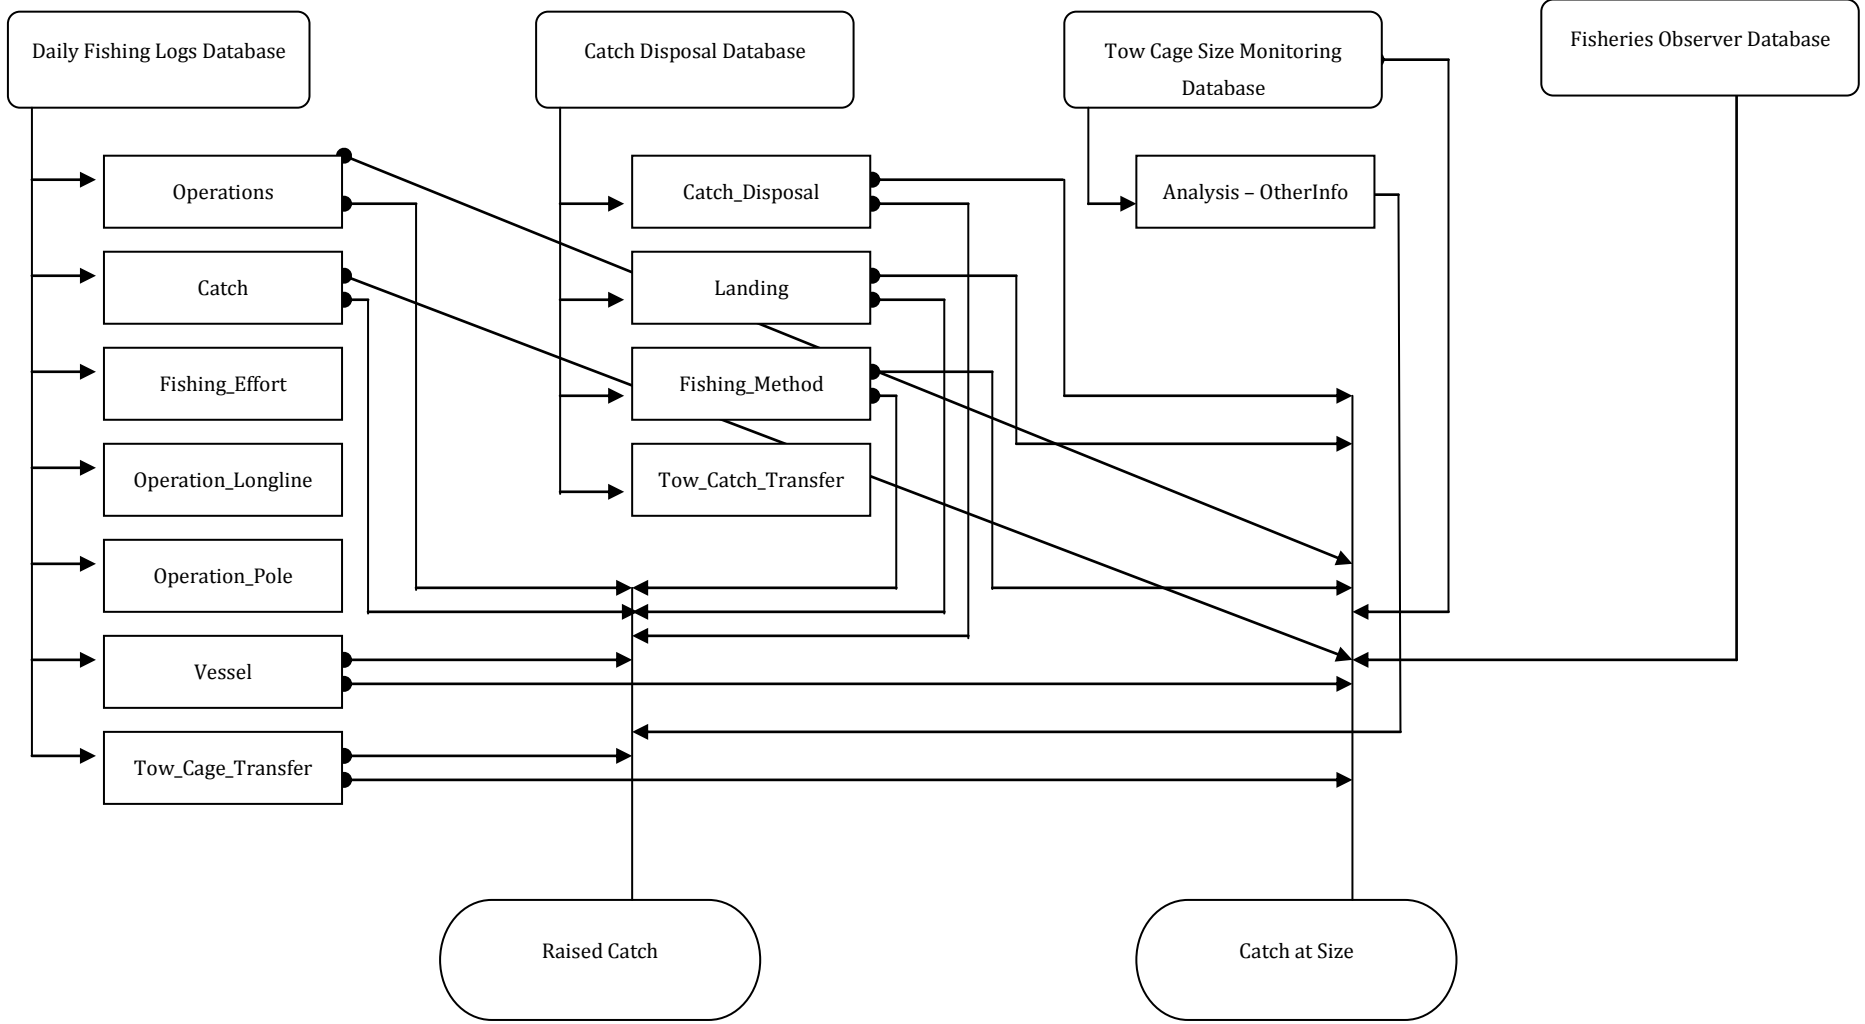 Daily Fishing Logs Database
Catch Disposal Database
Tow Cage Size Monitoring
Database
Fisheries Observer Database
Operations
Catch
Fishing_Effort
Operation_Longline
Operation_Pole
Vessel
Tow_Cage_Transfer
Catch_Disposal
Landing
Fishing_Method
Tow_Catch_Transfer
Analysis – OtherInfo
Raised Catch
Catch at Size